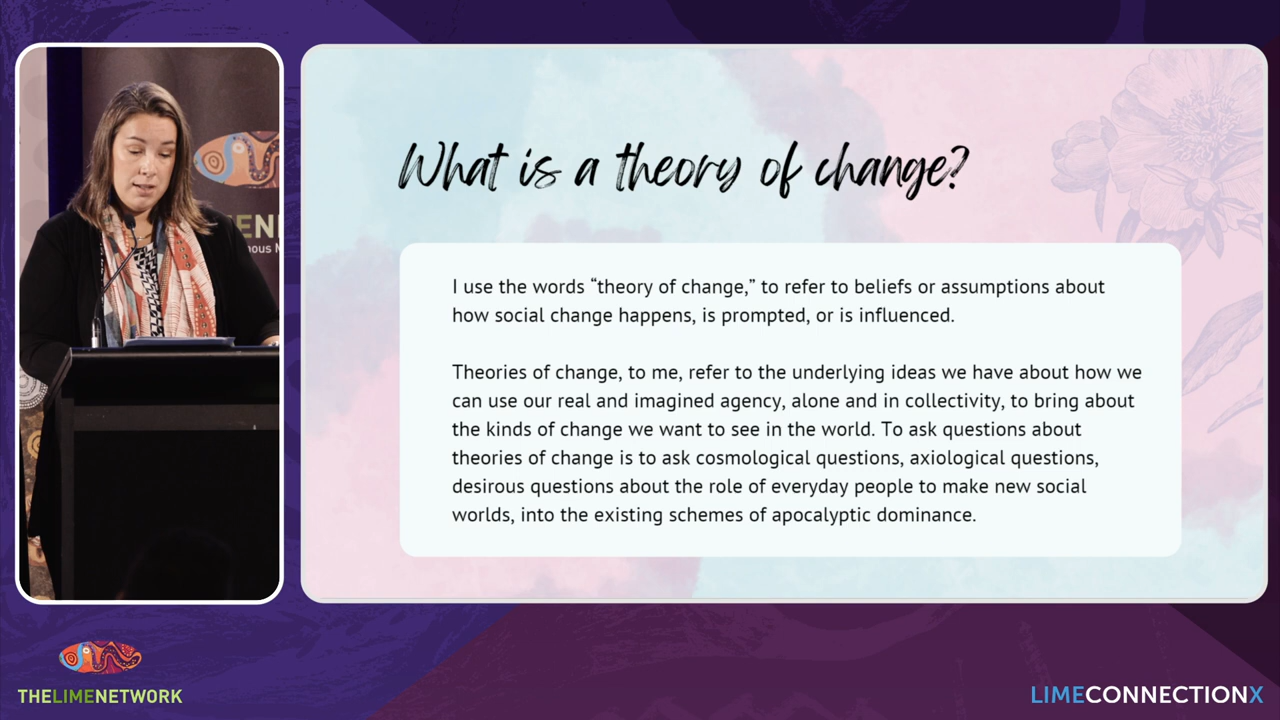 ENE
nous M
What is a theory of change?
I use the words “theory of change,” to refer to beliefs or assumptions about
how social change happens, is prompted, or is influenced.
Theories of change, to me, refer to the underlying ideas we have about how we
can use our real and imagined agency, alone and in collectivity, to bring about
the kinds of change we want to see in the world. To ask questions about
theories of change is to ask cosmological questions, axiological questions,
desirous questions about the role of everyday people to make new social
worlds, into the existing schemes of apocalyptic dominance.
THELIMENETWORK
LIMECONNECTIONX